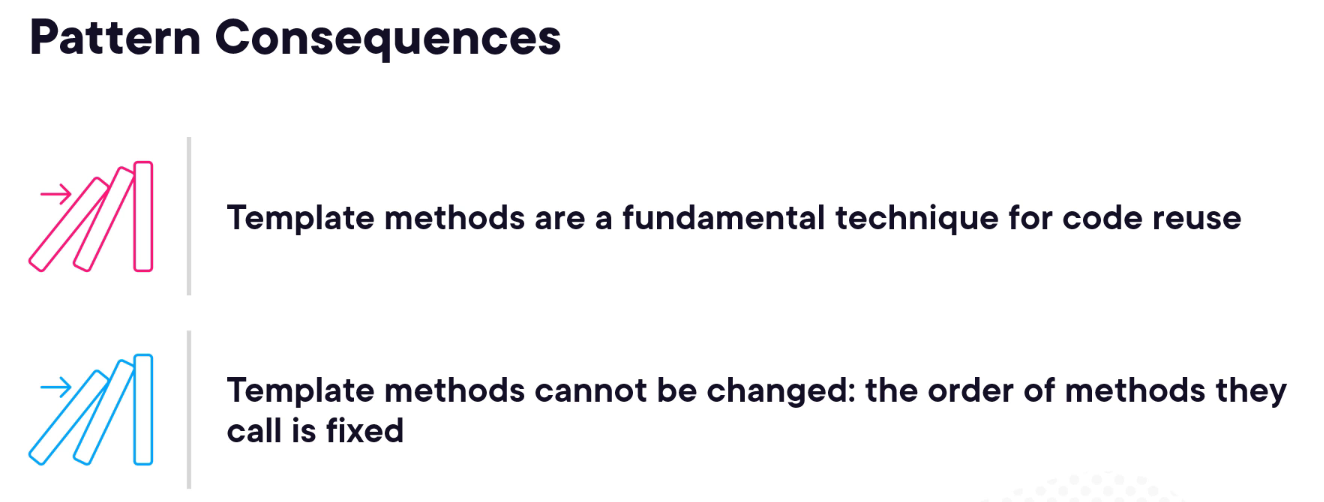 Pattern Consequences
Template methods are a fundamental technique for code reuse
Template methods cannot be changed: the order of methods they
call is fixed